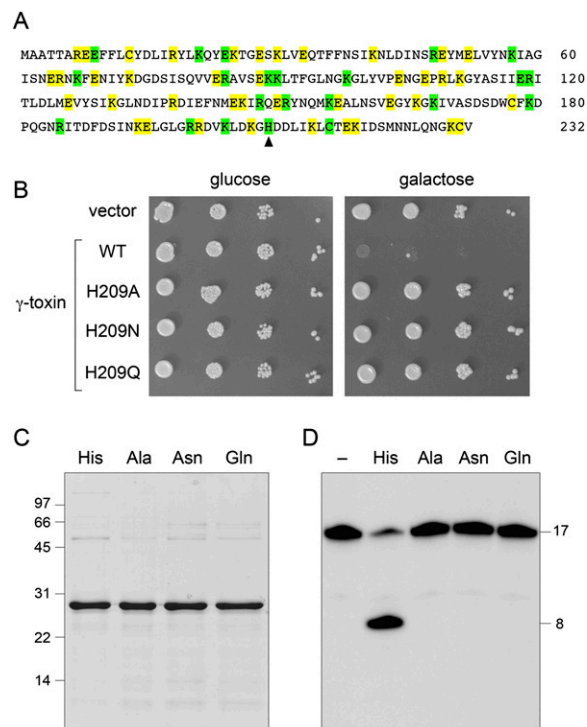 A
MAATTAREEFFLCYDLIRYLKQYEKTGESKLVEQTFFNSIKNLDINSREYMELVYNKIAG 60
ISNERNKFENIYKDGDSISQVVERAVSEKKLTFGLNGKGLYVPENGEPRLKGYASIIERI 120
TLDLMEVYSIKGLNDIPRDIEFNMEKIRQERYNQMKEALNSVEGYKGKIVASDSDWCFKD 180
PQGNRITDFDSINKELGLGRRDVKLDKGHDDLIKLCTEKIDSMNNLQNGKCV 232
B
glucose galactose
vector
WT
γ-toxin
H209A
H209N
H209Q
C
His Ala Asn Gln
97
66
45
31
22
14
D
– His Ala Asn Gln
17
8